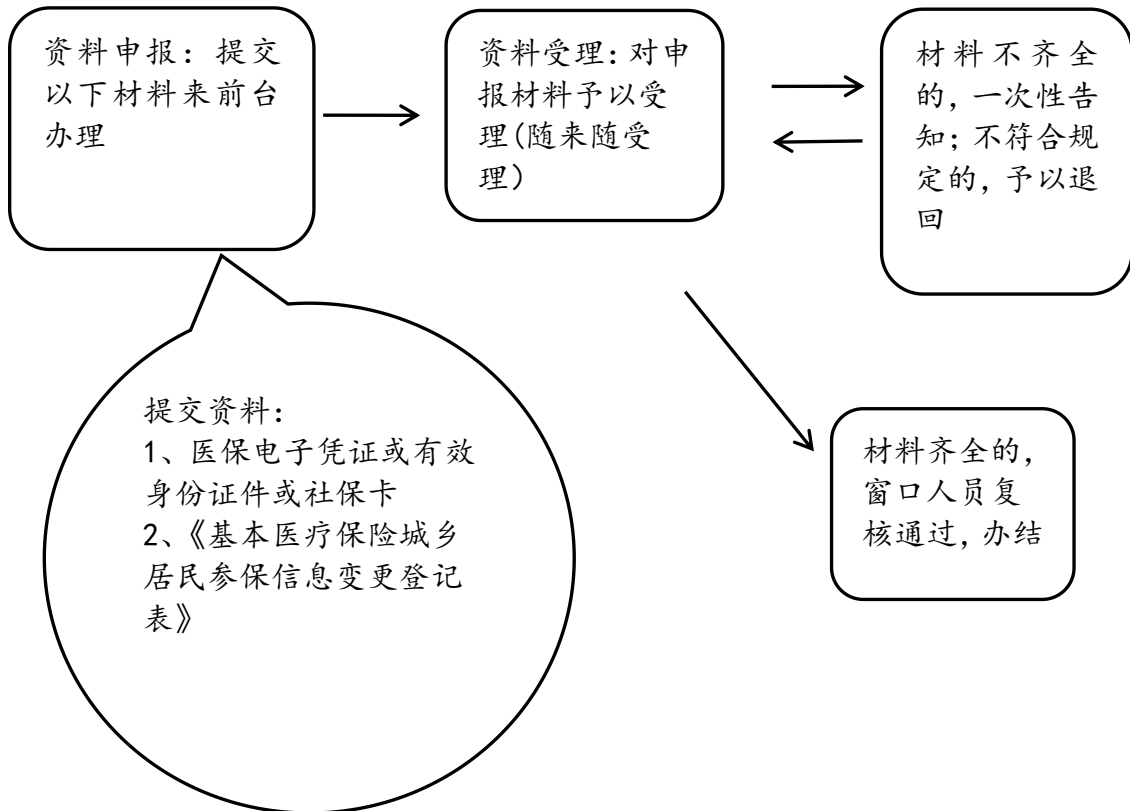 资料申报：提交
以下材料来前台
办理
资料受理：对申
报材料予以受
理(随来随受
理)
材料不齐全
的，一次性告
知；不符合规
定的，予以退
回
提交资料：
1、医保电子凭证或有效
身份证件或社保卡
2、《基本医疗保险城乡
居民参保信息变更登记
表》
材料齐全的，
窗口人员复
核通过，办结